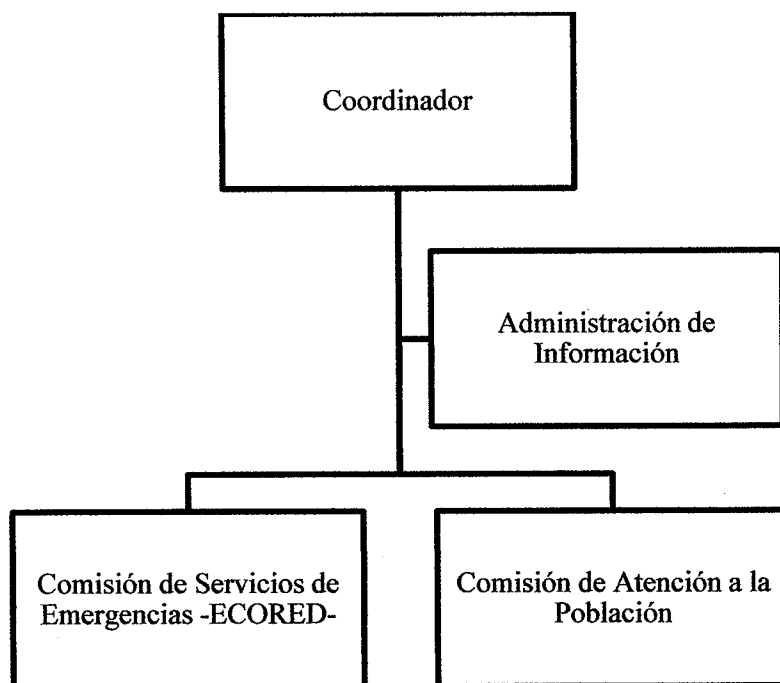 Coordinador
Administración de
Información
Comisión de Servicios de
Emergencias -ECORED-
Comisión de Atención a la
Población